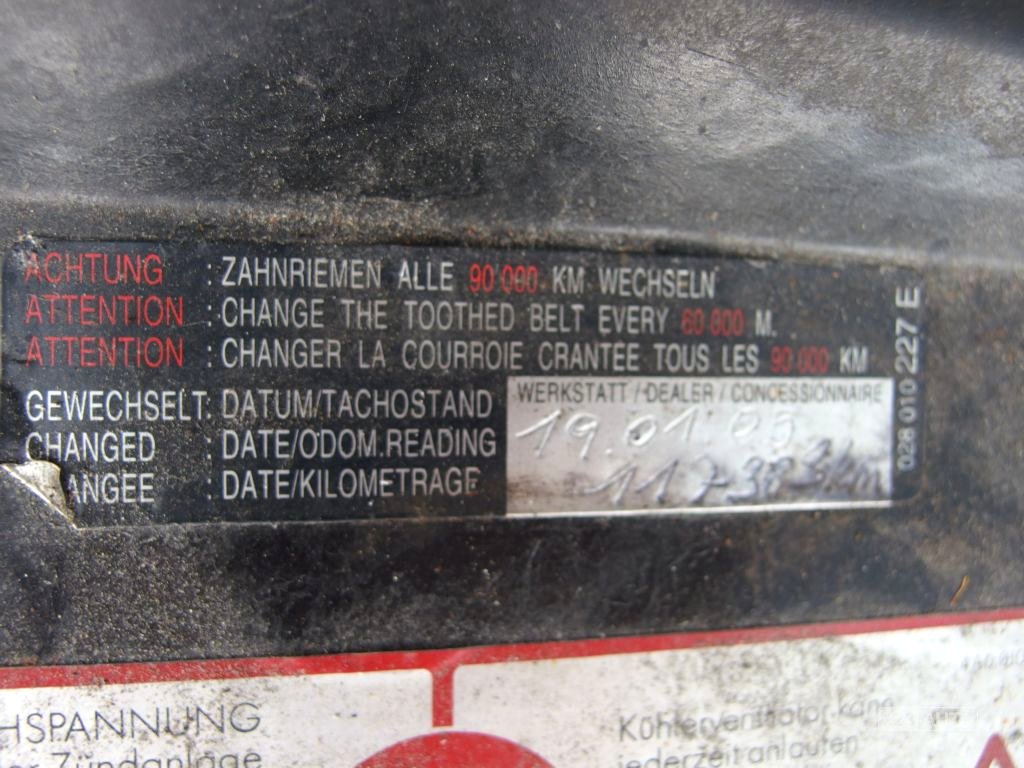 ACHTUNG : ZAHNRIEMEN ALLE 90 000 KM WECHSELN
ATTENTION : CHANGE THE TOOTHED BELT EVERY 60 000 M.
ATTENTION : CHANGER LA COURROIE CRANTÉE TOUS LES 90 000 KM
GEWECHSELT: DATUM/TACHOSTAND
CHANGED : DATE/ODOM.READING
ANGEE : DATE/KILOMETRAGE
WERKSTATT / DEALER / CONCESSIONNAIRE
19.01 05
028 010 227 E
HSPANNUNG
Zündanlage
Kühlerventilator kann
jederzeit anlaufen